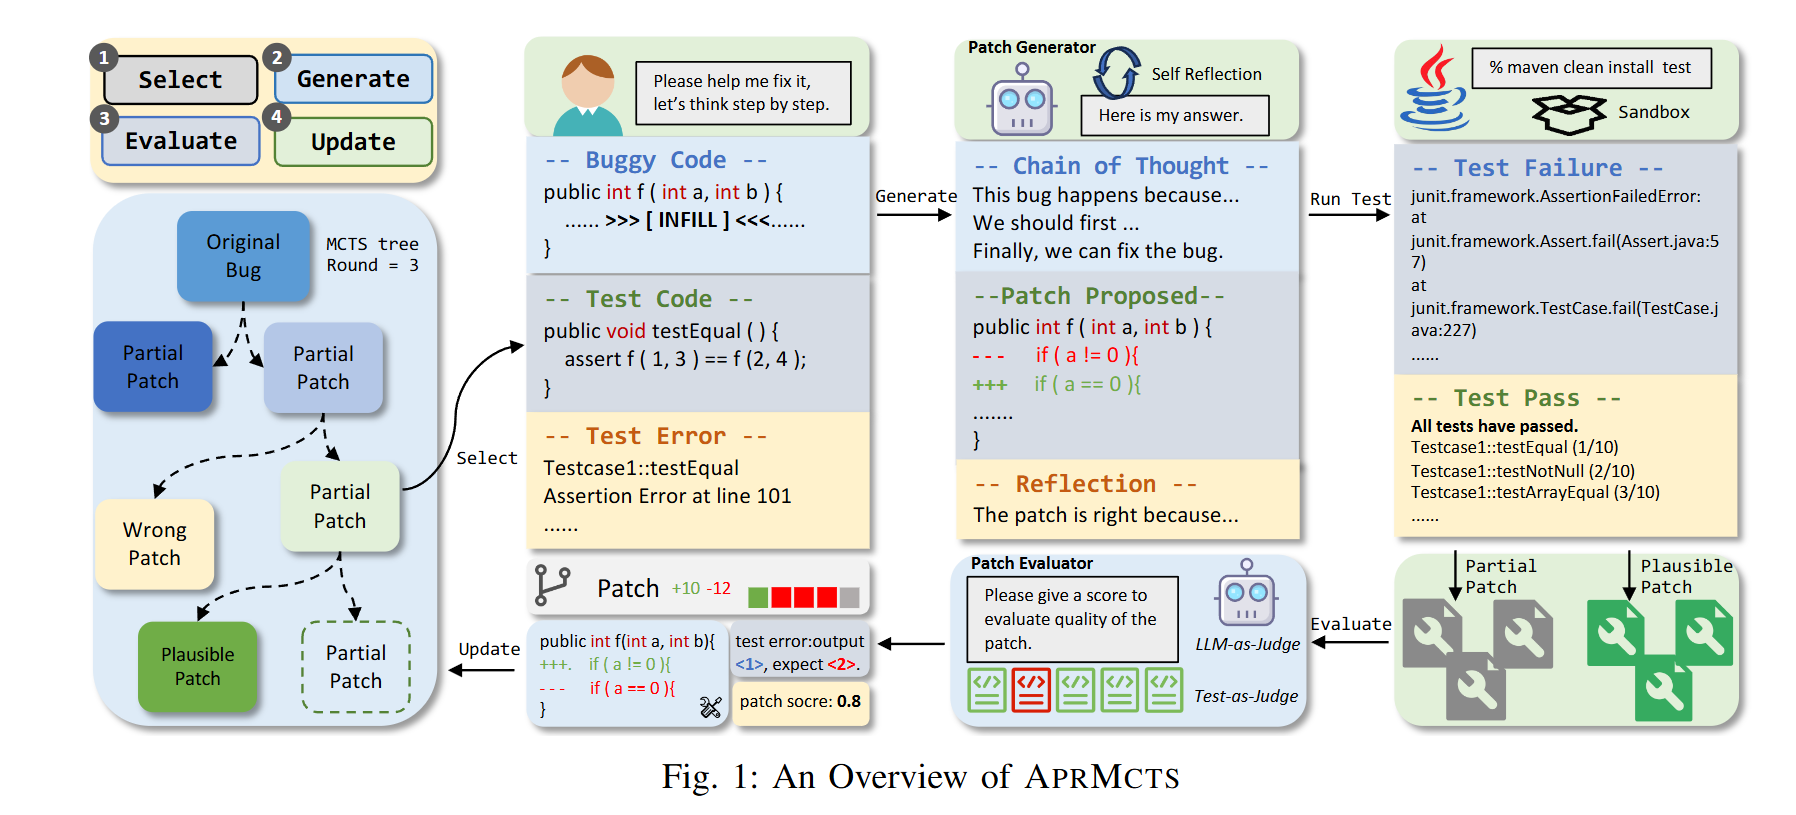 1
Select
2
Generate
3
Evaluate
4
Update
Original
Bug
MCTS tree
Round = 3
Partial
Patch
Partial
Patch
Wrong
Patch
Partial
Patch
Plausible
Patch
Partial
Patch
Select
Please help me fix it,
let's think step by step.
-- Buggy Code --
public int f ( int a, int b ) {
...... >>> [ INFILL ] <<<......
}
-- Test Code --
public void testEqual ( ) {
assert f ( 1, 3 ) == f (2, 4 );
}
-- Test Error --
Testcase1::testEqual
Assertion Error at line 101
......
Generate
Patch Generator
Self Reflection
Here is my answer.
-- Chain of Thought --
This bug happens because...
We should first ...
Finally, we can fix the bug.
--Patch Proposed--
public int f ( int a, int b ) {
--- if ( a != 0 ){
+++ if ( a == 0 ){
.......
}
-- Reflection --
The patch is right because...
Run Test
% maven clean install test
Sandbox
-- Test Failure --
junit.framework.AssertionFailedError:
at
junit.framework.Assert.fail(Assert.java:5
7)
at
junit.framework.TestCase.fail(TestCase.j
ava:227)
......
-- Test Pass --
All tests have passed.
Testcase1::testEqual (1/10)
Testcase1::testNotNull (2/10)
Testcase1::testArrayEqual (3/10)
......
Partial
Patch
Plausible
Patch
Evaluate
Patch Evaluator
Please give a score to
evaluate quality of the
patch.
LLM-as-Judge
Test-as-Judge
Patch +10 -12
public int f(int a, int b){
+++. if ( a != 0 ){
--- if ( a == 0 ){
}
test error:output
<1>, expect <2>.
patch socre: 0.8
Update
Fig. 1: An Overview of APRMCTS